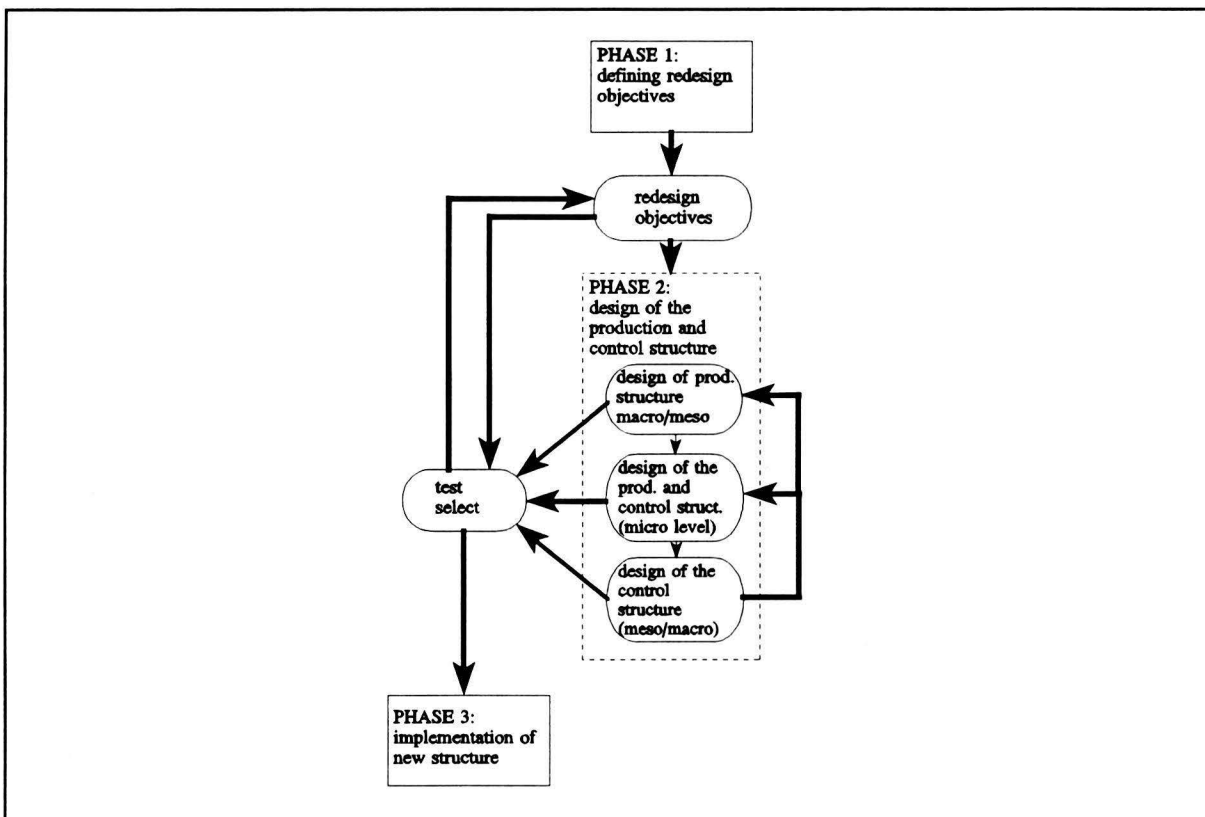 PHASE 1:
defining redesign
objectives
redesign
objectives
PHASE 2:
design of the
production and
control structure
design of prod.
structure
macro/meso
design of the
prod. and
control struct.
(micro level)
design of the
control
structure
(meso/macro)
test
select
PHASE 3:
implementation of
new structure